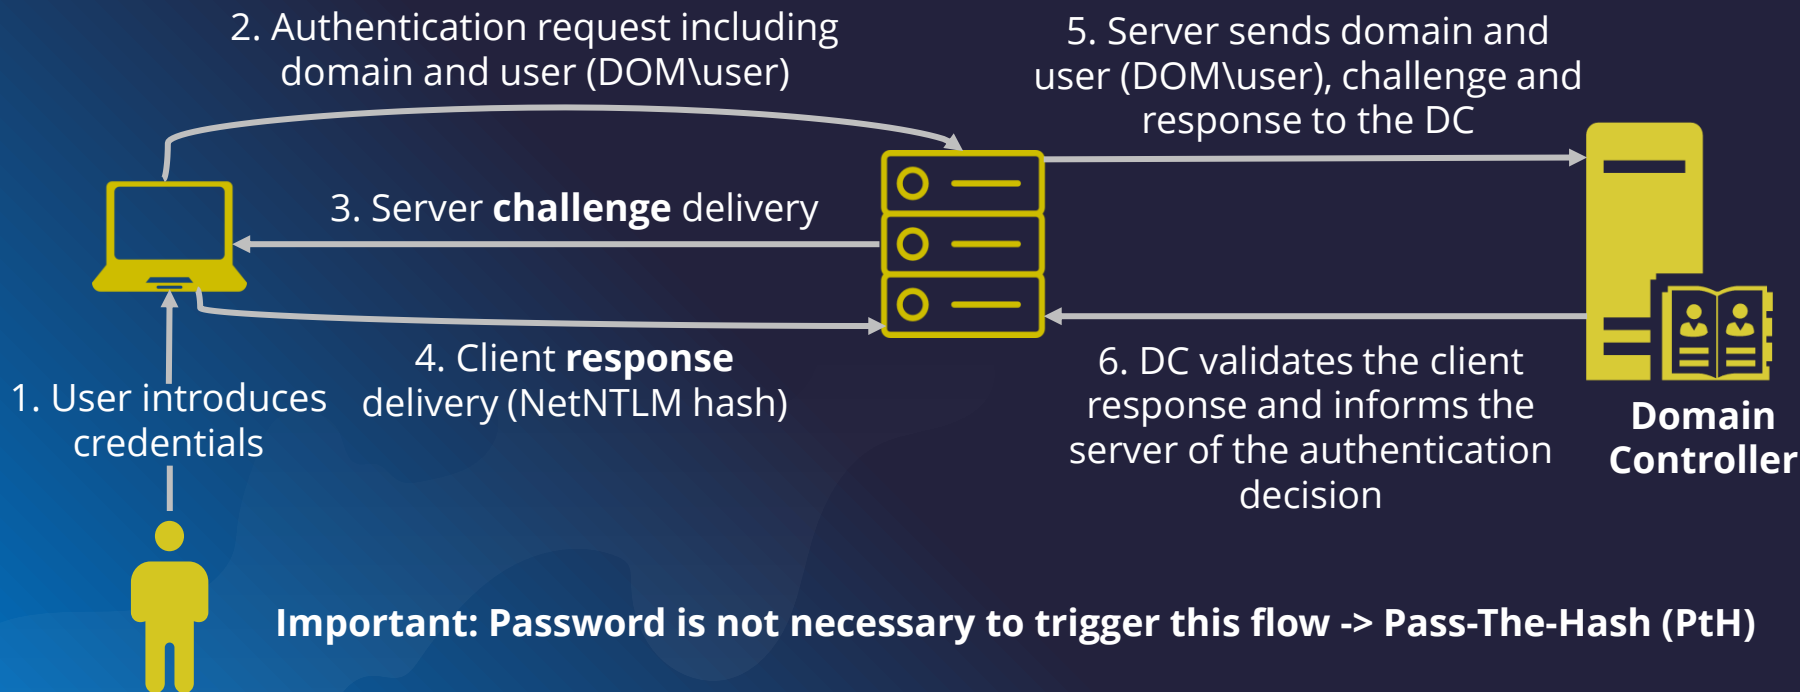 2. Authentication request including
domain and user (DOM\user)
5. Server sends domain and
user (DOM\user), challenge and
response to the DC
3. Server challenge delivery
4. Client response
delivery (NetNTLM hash)
1. User introduces
credentials
6. DC validates the client
response and informs the
server of the authentication
decision
Domain
Controller
Important: Password is not necessary to trigger this flow -> Pass-The-Hash (PtH)